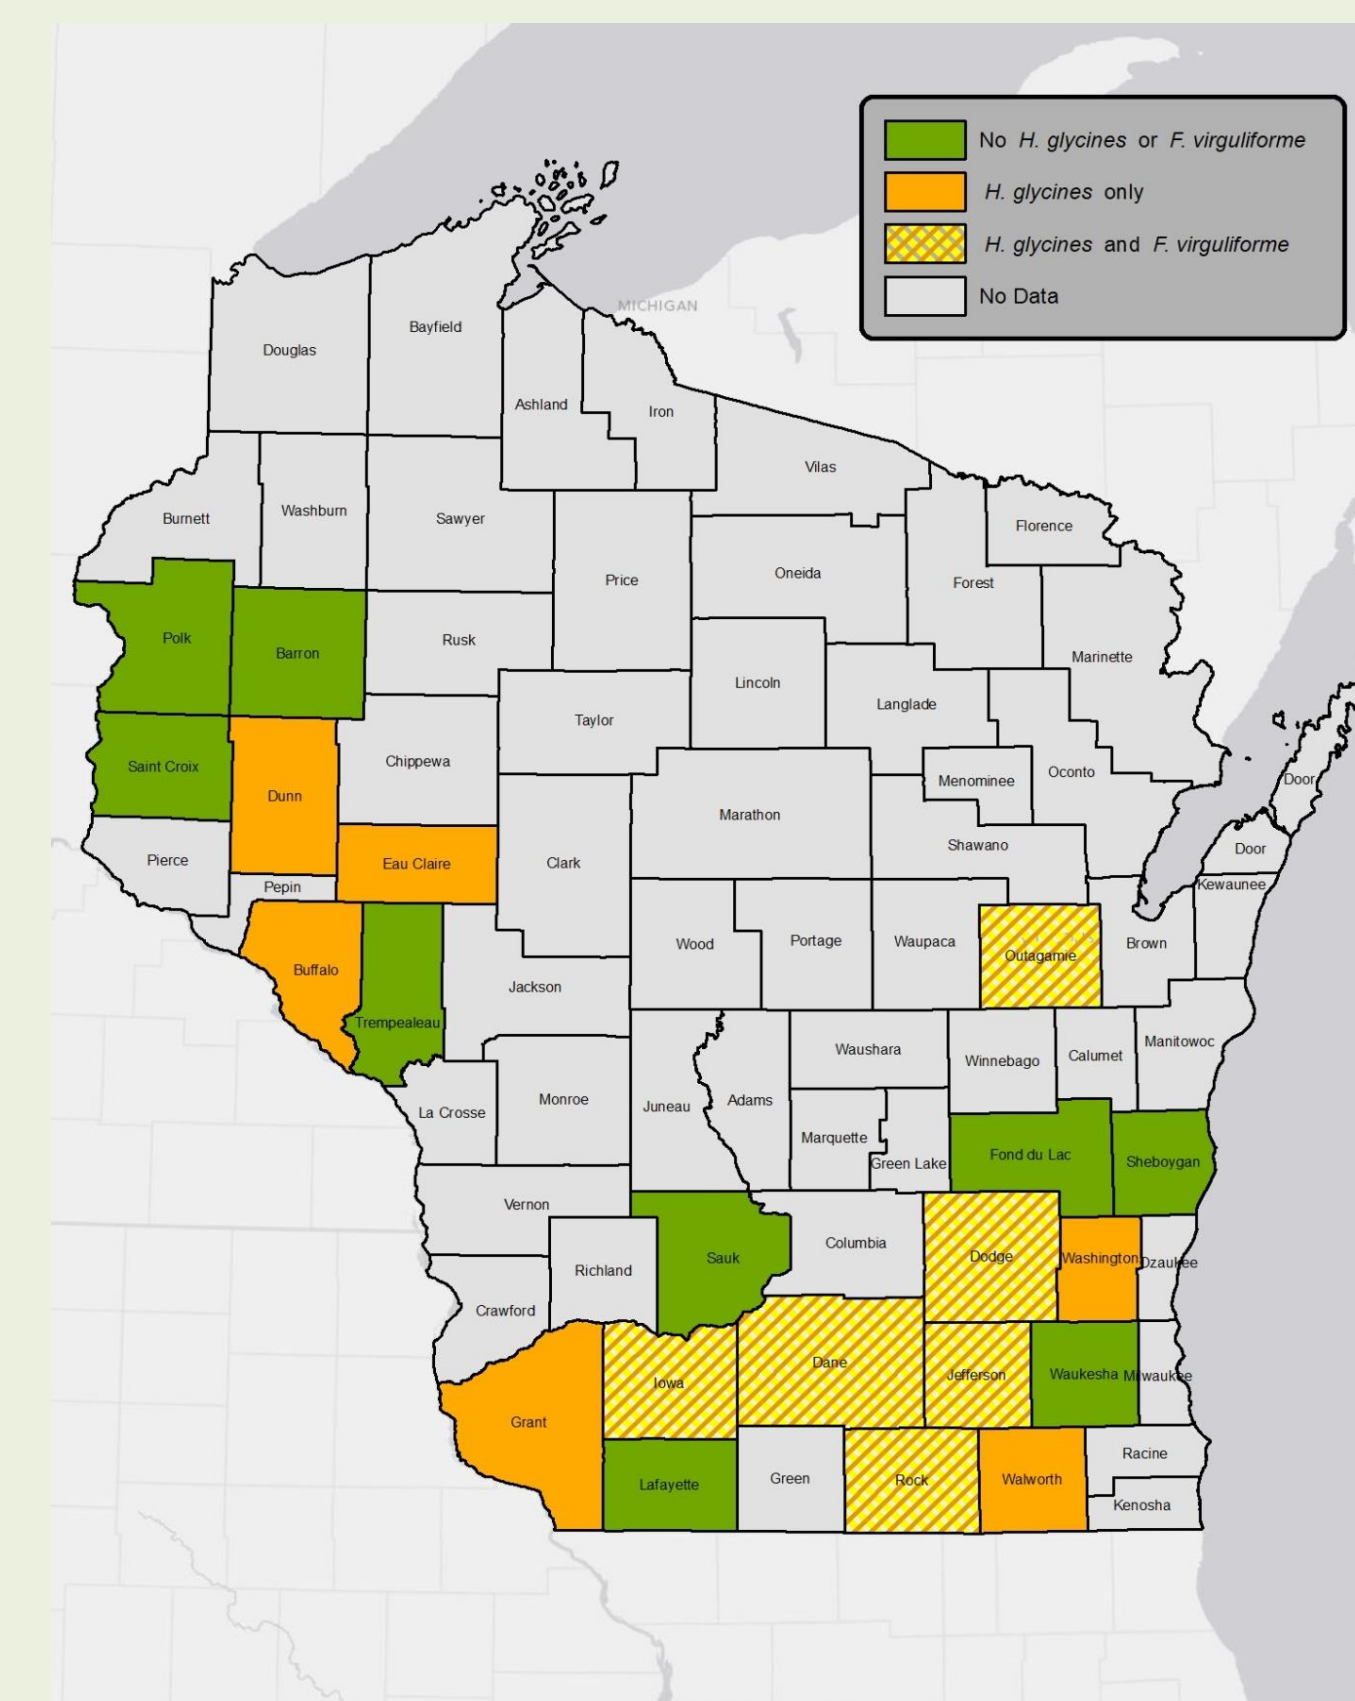 No H. glycines or F. virguliforme
H. glycines only
H. glycines and F. virguliforme
No Data
MICHIGAN
Bayfield
Douglas
Ashland
Iron
Vilas
Burnett
Washburn
Sawyer
Florence
Price
Oneida
Forest
Polk
Barron
Rusk
Marinette
Lincoln
Langlade
Taylor
Saint Croix
Chippewa
Dunn
Menominee
Oconto
Door
Marathon
Shawano
Door
Pierce
Eau Claire
Clark
Pepin
Kewaunee
Wood
Portage
Waupaca
Outagamie
Brown
Buffalo
Jackson
Trempealeau
Waushara
Winnebago
Calumet
Manitowoc
La Crosse
Monroe
Juneau
Adams
Marquette
Green Lake
Fond du Lac
Sheboygan
Vernon
Columbia
Dodge
Washington
Ozaukee
Sauk
Richland
Crawford
Dane
Iowa
Jefferson
Waukesha
Milwaukee
Grant
Lafayette
Green
Rock
Walworth
Racine
Kenosha